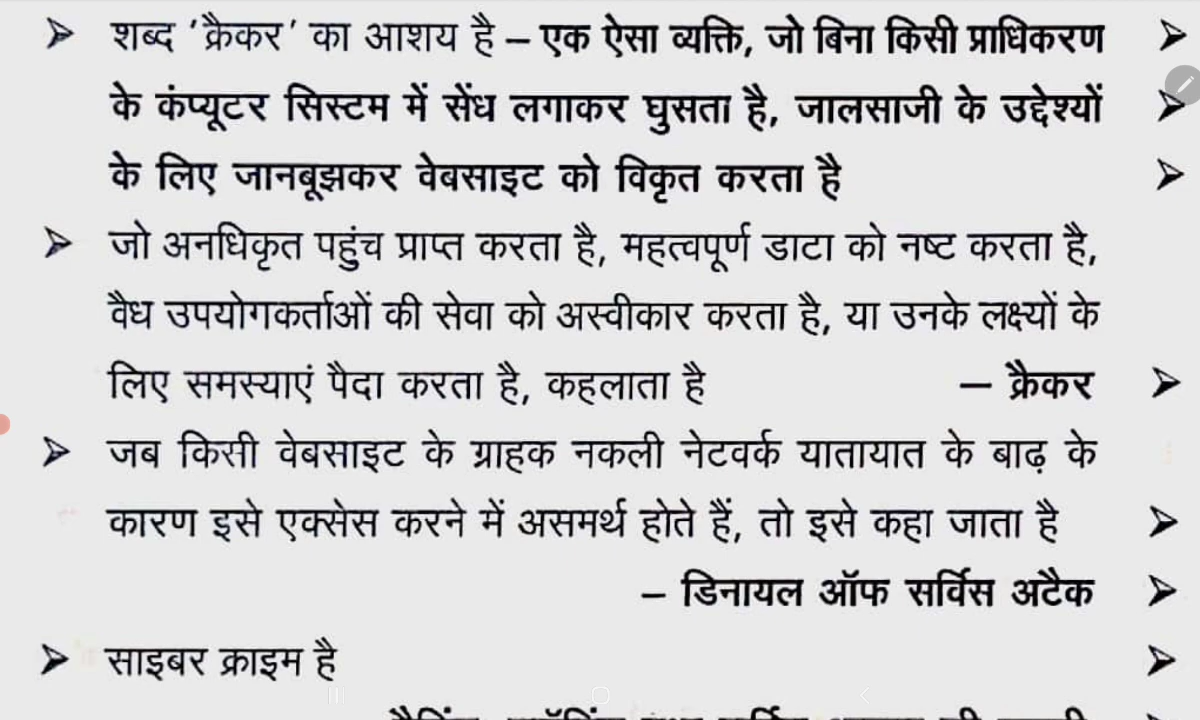 ➢ शब्द 'क्रैकर' का आशय है – एक ऐसा व्यक्ति, जो बिना किसी प्राधिकरण
के कंप्यूटर सिस्टम में सेंध लगाकर घुसता है, जालसाजी के उद्देश्यों
के लिए जानबूझकर वेबसाइट को विकृत करता है
➢ जो अनधिकृत पहुंच प्राप्त करता है, महत्वपूर्ण डाटा को नष्ट करता है,
वैध उपयोगकर्ताओं की सेवा को अस्वीकार करता है, या उनके लक्ष्यों के
लिए समस्याएं पैदा करता है, कहलाता है – क्रैकर
➢ जब किसी वेबसाइट के ग्राहक नकली नेटवर्क यातायात के बाढ़ के
कारण इसे एक्सेस करने में असमर्थ होते हैं, तो इसे कहा जाता है
– डिनायल ऑफ सर्विस अटैक
➢ साइबर क्राइम है